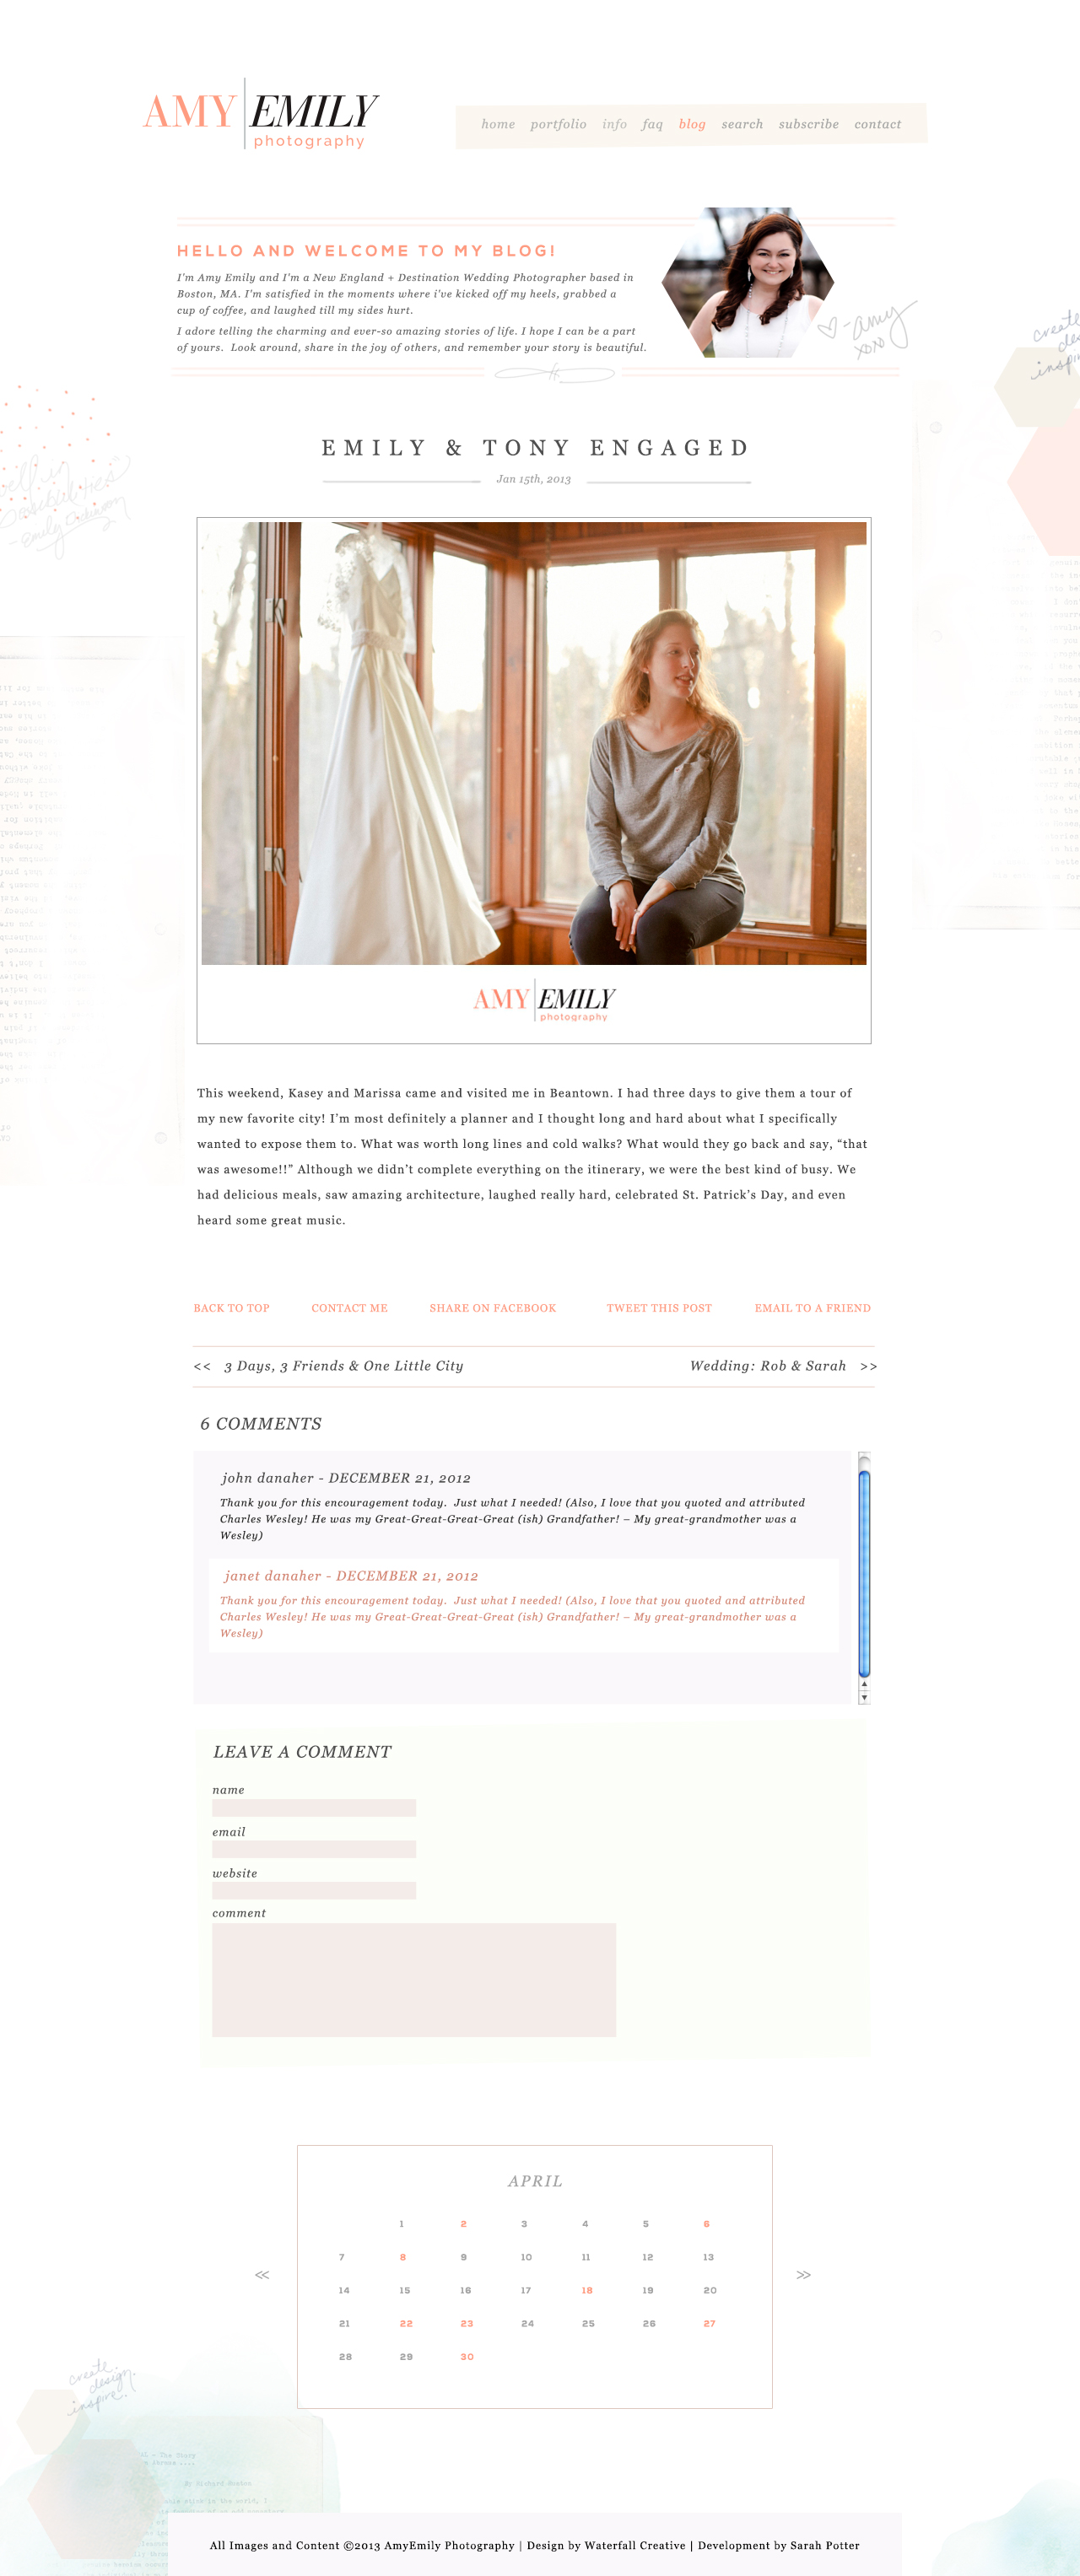 AMY EMILY
photography
home portfolio info faq blog search subscribe contact
HELLO AND WELCOME TO MY BLOG!
I'm Amy Emily and I'm a New England + Destination Wedding Photographer based in
Boston, MA. I'm satisfied in the moments where i've kicked off my heels, grabbed a
cup of coffee, and laughed till my sides hurt.
I adore telling the charming and ever-so amazing stories of life. I hope I can be a part
of yours. Look around, share in the joy of others, and remember your story is beautiful.
-amy
xoxo
create
inspi
EMILY & TONY ENGAGED
Jan 15th, 2013
possibilities
-Emily Dickinson
AMY EMILY
photography
This weekend, Kasey and Marissa came and visited me in Beantown. I had three days to give them a tour of
my new favorite city! I'm most definitely a planner and I thought long and hard about what I specifically
wanted to expose them to. What was worth long lines and cold walks? What would they go back and say, “that
was awesome!!” Although we didn't complete everything on the itinerary, we were the best kind of busy. We
had delicious meals, saw amazing architecture, laughed really hard, celebrated St. Patrick's Day, and even
heard some great music.
BACK TO TOP CONTACT ME SHARE ON FACEBOOK TWEET THIS POST EMAIL TO A FRIEND
<< 3 Days, 3 Friends & One Little City Wedding: Rob & Sarah >>
6 COMMENTS
john danaher - DECEMBER 21, 2012
Thank you for this encouragement today. Just what I needed! (Also, I love that you quoted and attributed
Charles Wesley! He was my Great-Great-Great-Great (ish) Grandfather! – My great-grandmother was a
Wesley)
janet danaher - DECEMBER 21, 2012
Thank you for this encouragement today. Just what I needed! (Also, I love that you quoted and attributed
Charles Wesley! He was my Great-Great-Great-Great (ish) Grandfather! – My great-grandmother was a
Wesley)
LEAVE A COMMENT
name
email
website
comment
APRIL
1 2 3 4 5 6
7 8 9 10 11 12 13
<< >>
14 15 16 17 18 19 20
21 22 23 24 25 26 27
28 29 30
create.
design.
inspire.
All Images and Content ©2013 AmyEmily Photography | Design by Waterfall Creative | Development by Sarah Potter